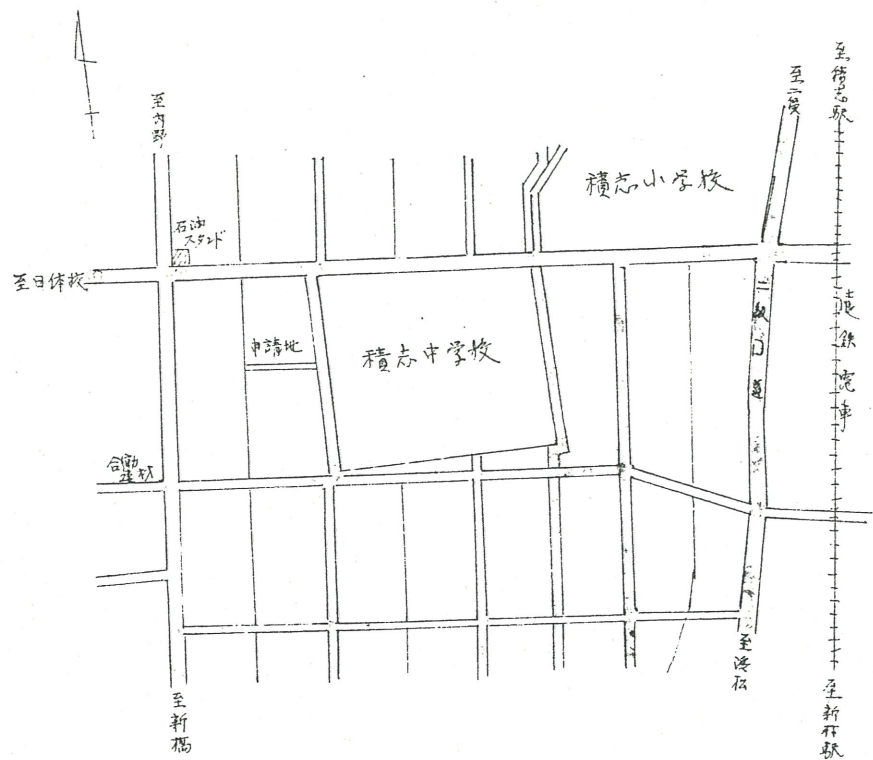 至内野
至二俣
至積志駅
積志小学校
石油
スタンド
至日体校
申請地
積志中学校
二俣口道
遠鉄電車
合同
建材
至浜松
至新橋
至新村駅